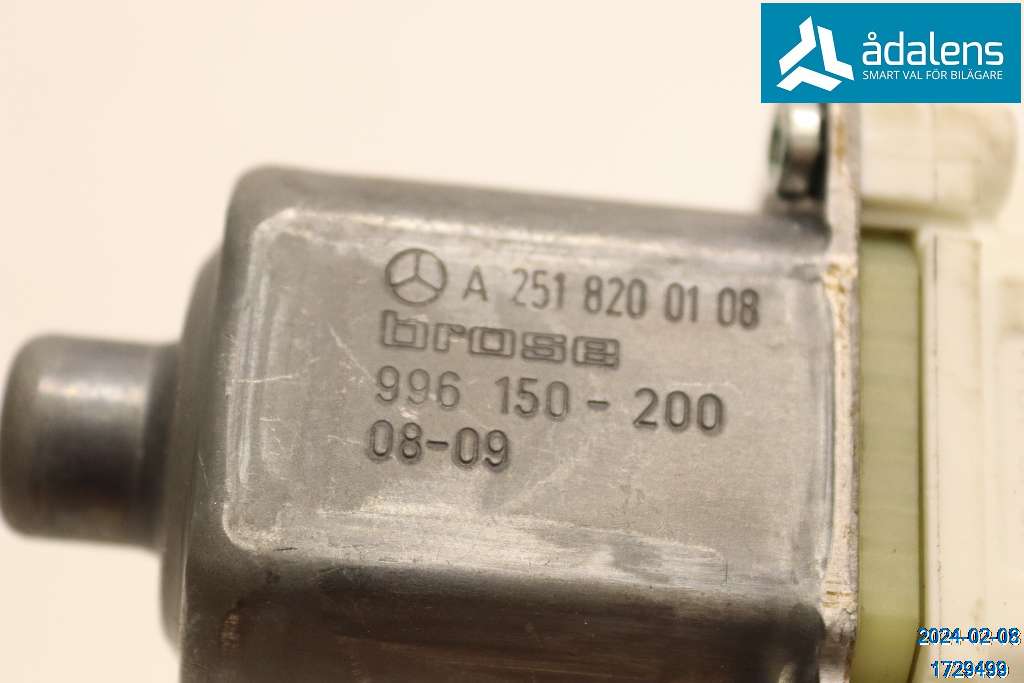 ådalens
SMART VAL FÖR BILÄGARE
A 251 820 01 08
brose
996 150-200
08-09
2024-02-08
1729499